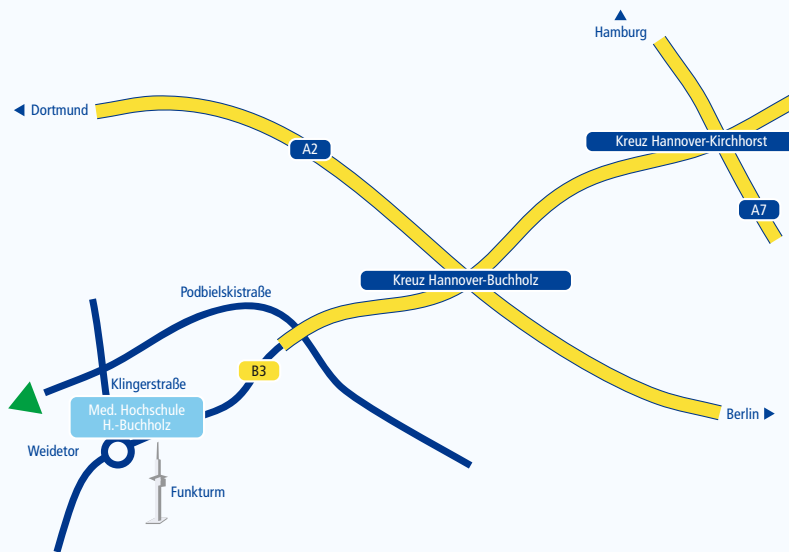 Hamburg
Dortmund
Kreuz Hannover-Kirchhorst
A2
A7
Kreuz Hannover-Buchholz
Podbielskistraße
B3
Klingerstraße
Med. Hochschule
H.-Buchholz
Berlin
Weidetor
Funkturm